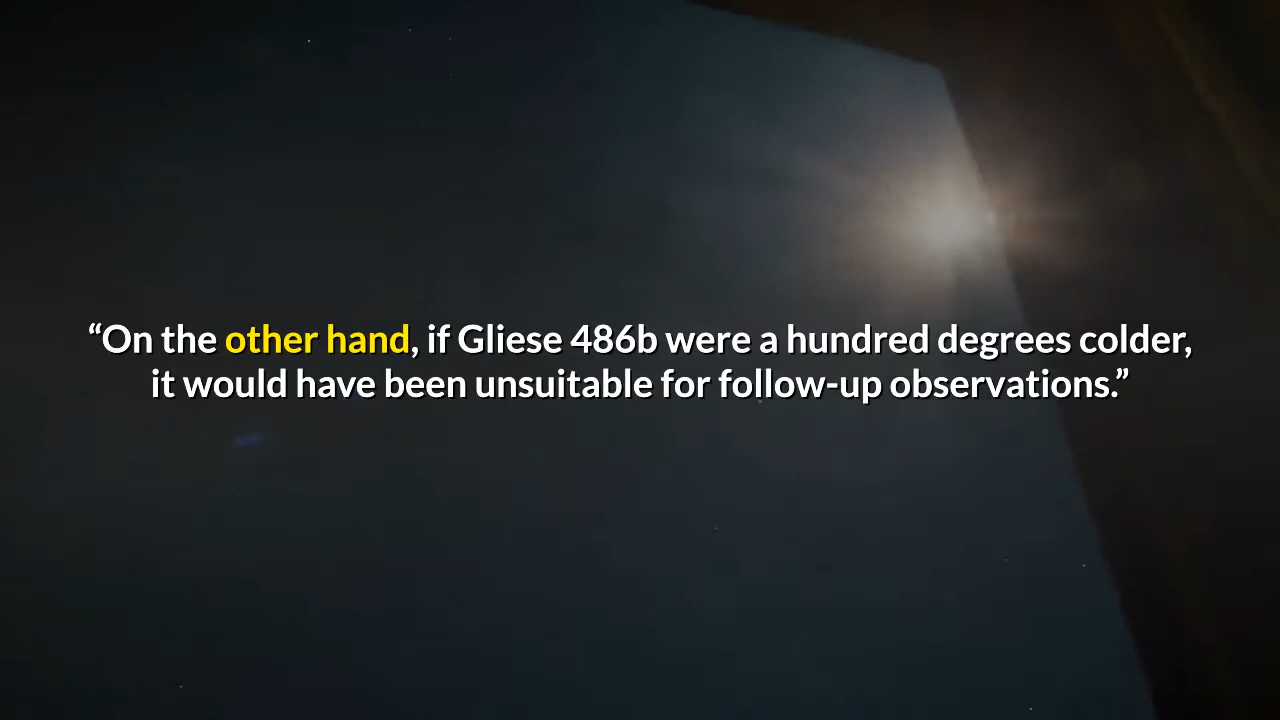 “On the other hand, if Gliese 486b were a hundred degrees colder,
it would have been unsuitable for follow-up observations.”